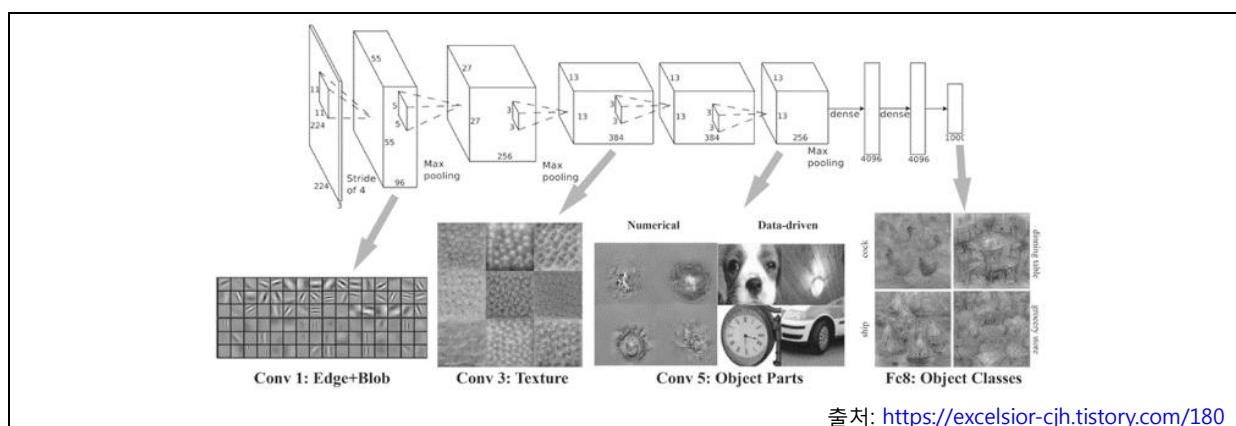 55
27
13
13
13
11
11
5
5
27
3
3
13
3
3
13
3
3
13
dense
dense
224
55
384
384
256
256
Max
pooling
4096
4096
Stride
of 4
Max
pooling
Max
pooling
96
224
3
Numerical
Data-driven
cock
dinning table
ship
grocery store
Conv 1: Edge+Blob
Conv 3: Texture
Conv 5: Object Parts
Fc8: Object Classes
출처: https://excelsior-cjh.tistory.com/180